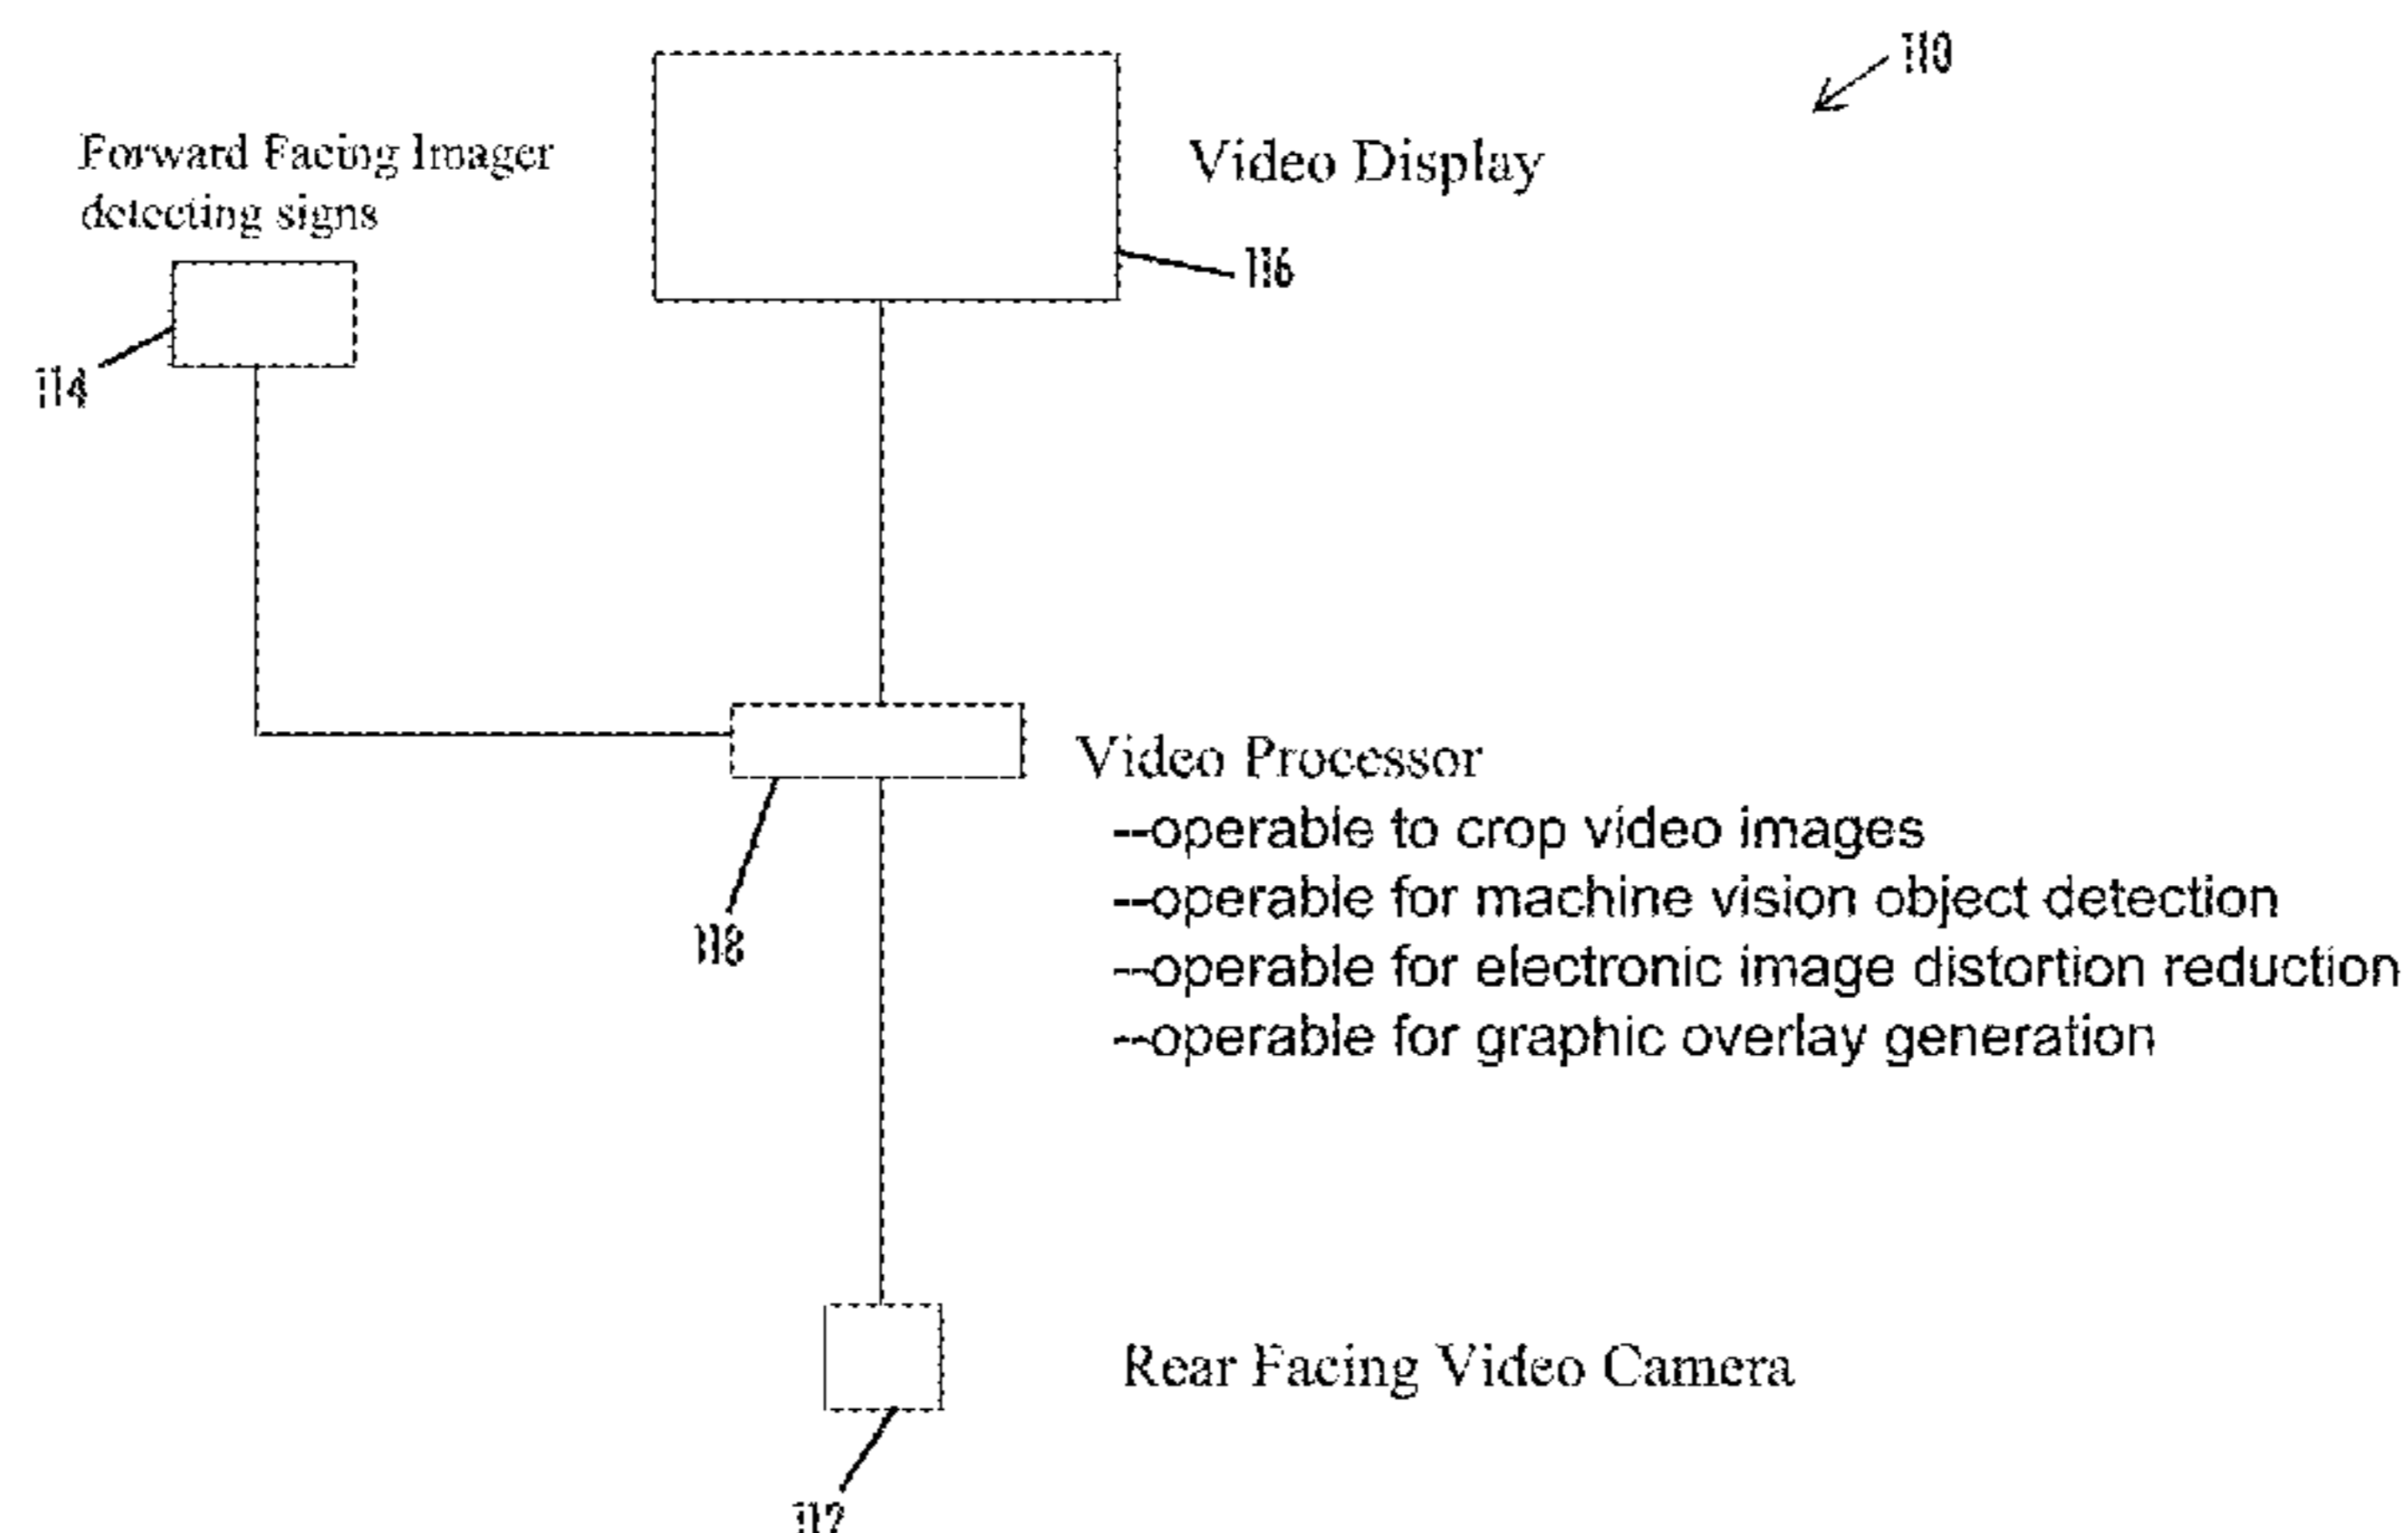 110
Forward Facing Imager
detecting signs
Video Display
116
114
Video Processor
--operable to crop video images
--operable for machine vision object detection
--operable for electronic image distortion reduction
--operable for graphic overlay generation
118
Rear Facing Video Camera
112